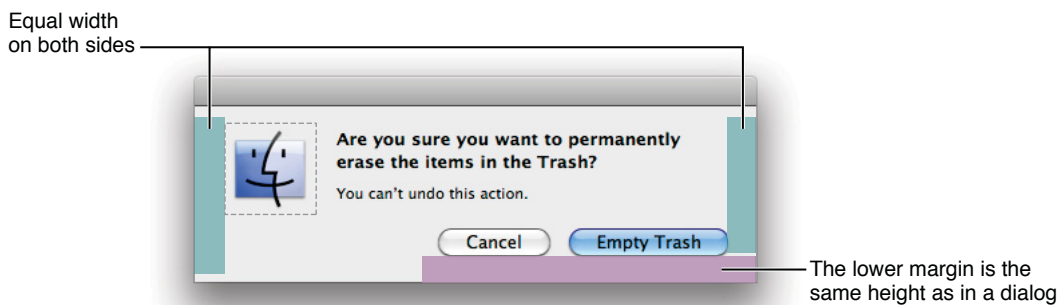 Equal width
on both sides
Are you sure you want to permanently
erase the items in the Trash?
You can't undo this action.
Cancel
Empty Trash
The lower margin is the
same height as in a dialog